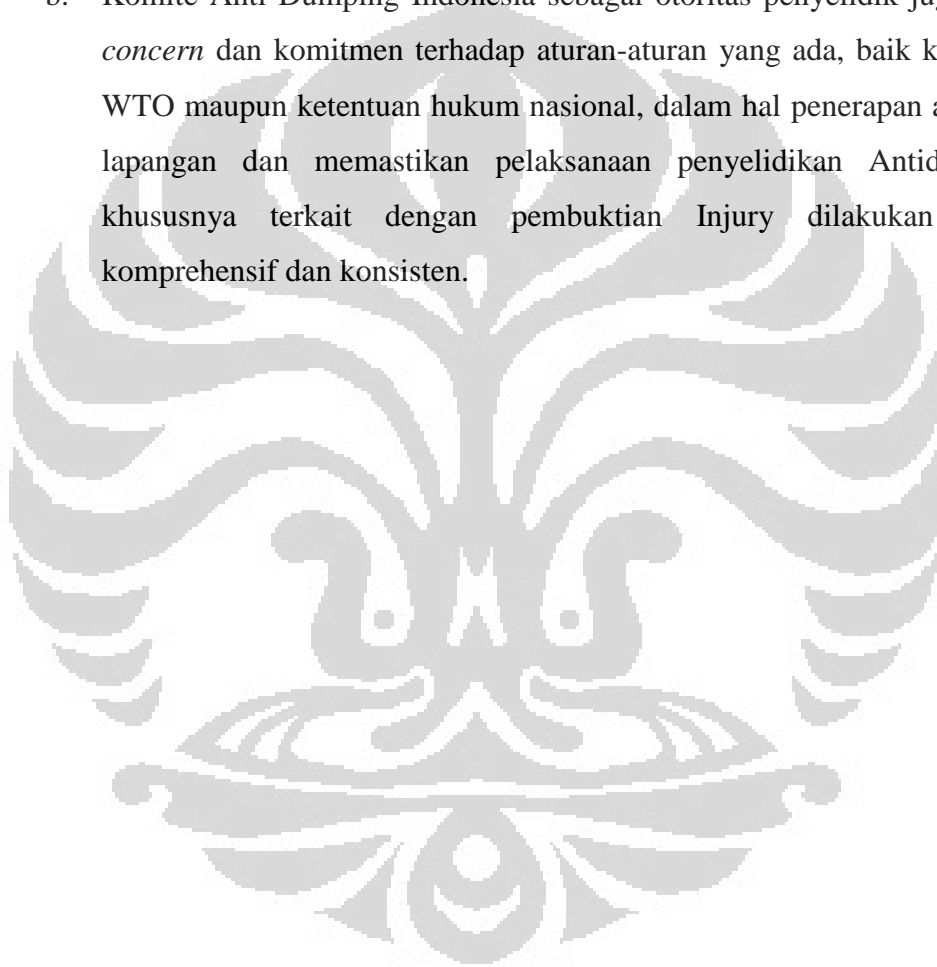 b. Komite Anti Dumping Indonesia sebagai otoritas penyelidik
concern dan komitmen terhadap aturan-aturan yang ada, baik
WTO maupun ketentuan hukum nasional, dalam hal penerapan
lapangan dan memastikan pelaksanaan penyelidikan
khususnya terkait dengan pembuktian Injury dilakukan
komprehensif dan konsisten.